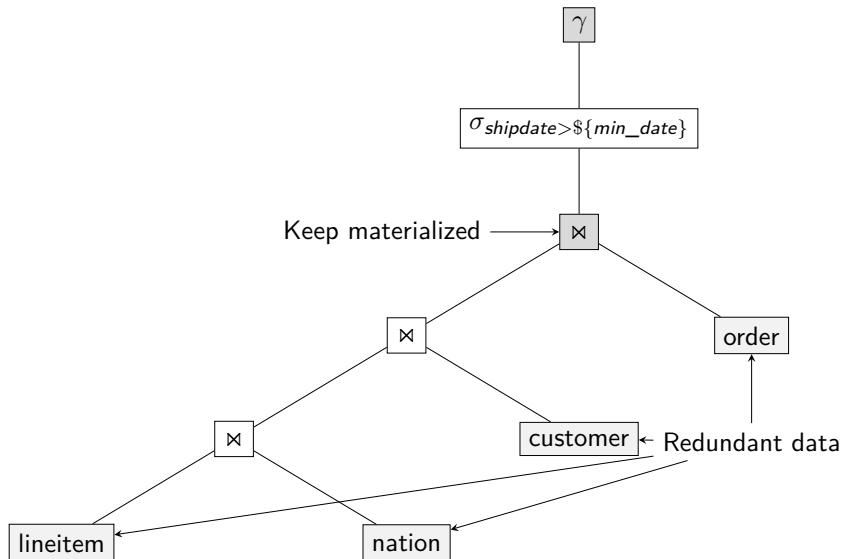 γ
σshipdate>${min_date}
Keep materialized
⋈
⋈
order
⋈
customer
Redundant data
lineitem
nation